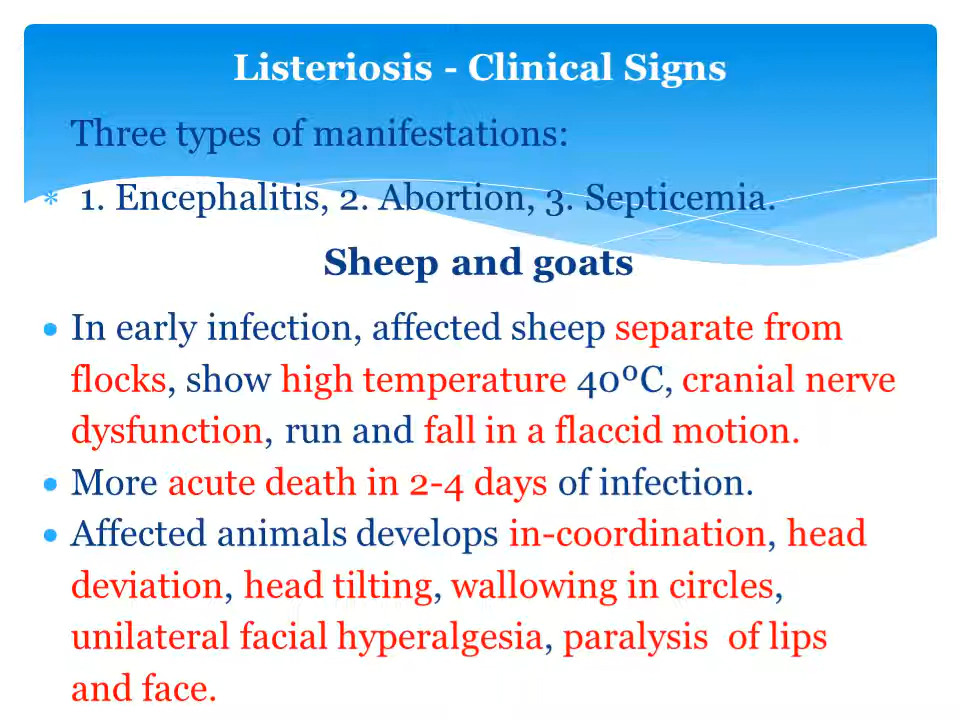 Listeriosis - Clinical Signs
Three types of manifestations:
* 1. Encephalitis, 2. Abortion, 3. Septicemia.
Sheep and goats
• In early infection, affected sheep separate from
flocks, show high temperature 40ºC, cranial nerve
dysfunction, run and fall in a flaccid motion.
• More acute death in 2-4 days of infection.
• Affected animals develops in-coordination, head
deviation, head tilting, wallowing in circles,
unilateral facial hyperalgesia, paralysis of lips
and face.